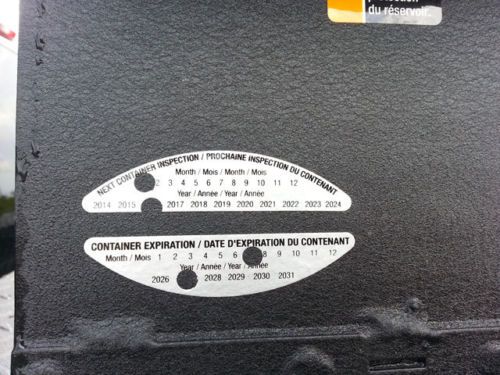 du réservoir.
NEXT CONTAINER INSPECTION / PROCHAINE INSPECTION DU CONTENANT
Month / Mois / Month / Mois
2 3 4 5 6 7 8 9 10 11 12
Year / Année / Year / Année
2014 2015 2017 2018 2019 2020 2021 2022 2023 2024
CONTAINER EXPIRATION / DATE D'EXPIRATION DU CONTENANT
Month / Mois 1 2 3 4 5 6 8 9 10 11 12
Year / Année / Year / Année
2026 2028 2029 2030 2031